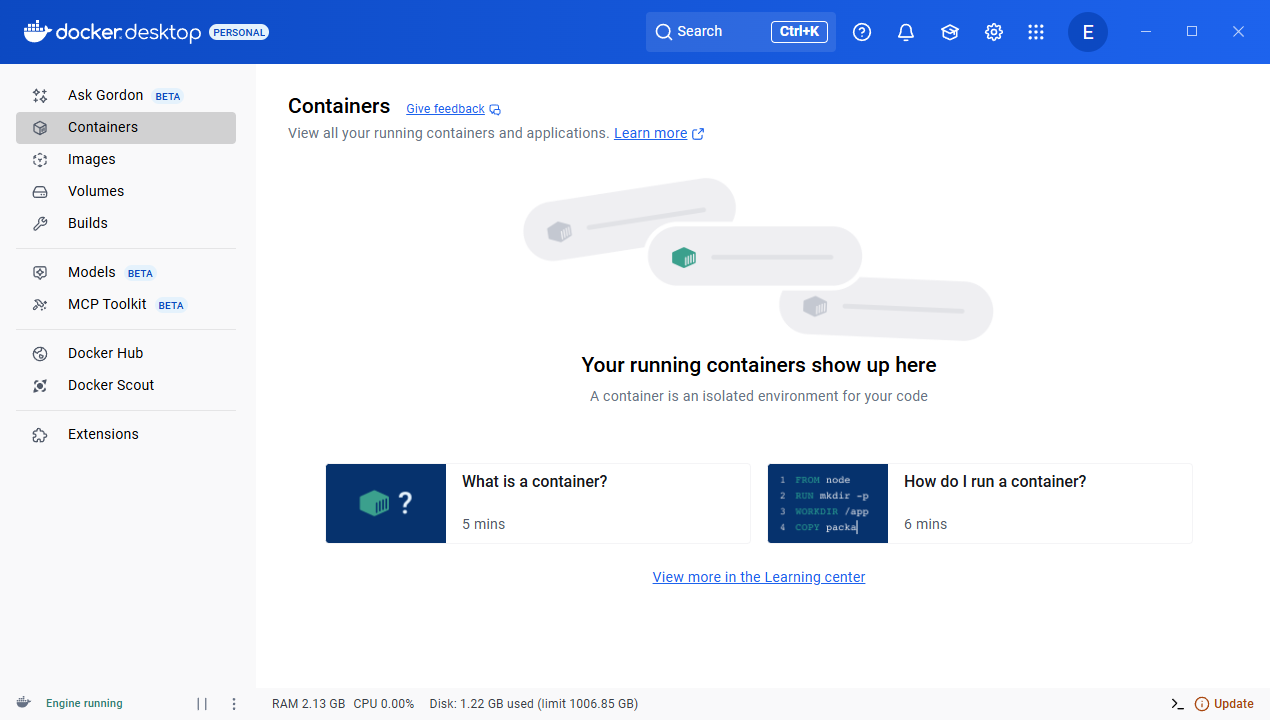 docker.desktop PERSONAL
Search Ctrl+K
E
Ask Gordon BETA
Containers
Images
Volumes
Builds
Models BETA
MCP Toolkit BETA
Docker Hub
Docker Scout
Extensions
Containers Give feedback
View all your running containers and applications. Learn more
Your running containers show up here
A container is an isolated environment for your code
?
What is a container?
5 mins
1 FROM node
2 RUN mkdir -p
3 WORKDIR /app
4 COPY packa
How do I run a container?
6 mins
View more in the Learning center
Engine running
RAM 2.13 GB CPU 0.00% Disk: 1.22 GB used (limit 1006.85 GB)
Update